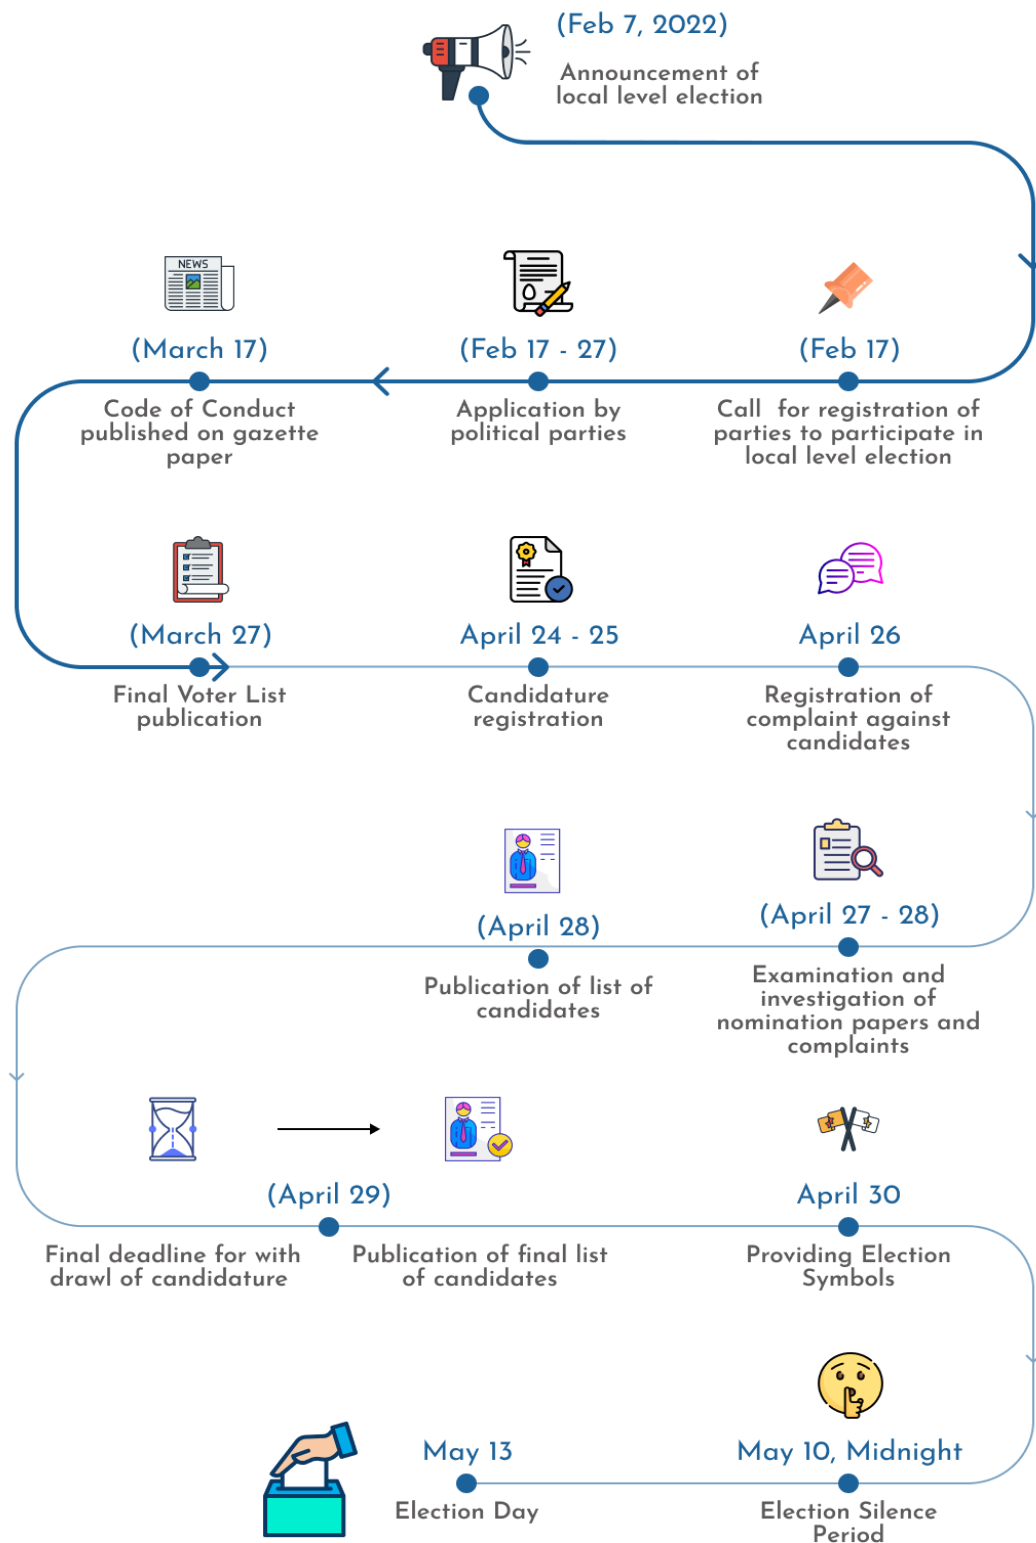 (Feb 7, 2022)
Announcement of
local level election
NEWS
(March 17)
Code of Conduct
published on gazette
paper
(Feb 17 - 27)
Application by
political parties
(Feb 17)
Call for registration of
parties to participate in
local level election
(March 27)
Final Voter List
publication
April 24 - 25
Candidature
registration
April 26
Registration of
complaint against
candidates
(April 28)
Publication of list of
candidates
(April 27 - 28)
Examination and
investigation of
nomination papers and
complaints
(April 29)
Final deadline for with
drawl of candidature
Publication of final list
of candidates
April 30
Providing Election
Symbols
May 13
Election Day
May 10, Midnight
Election Silence
Period